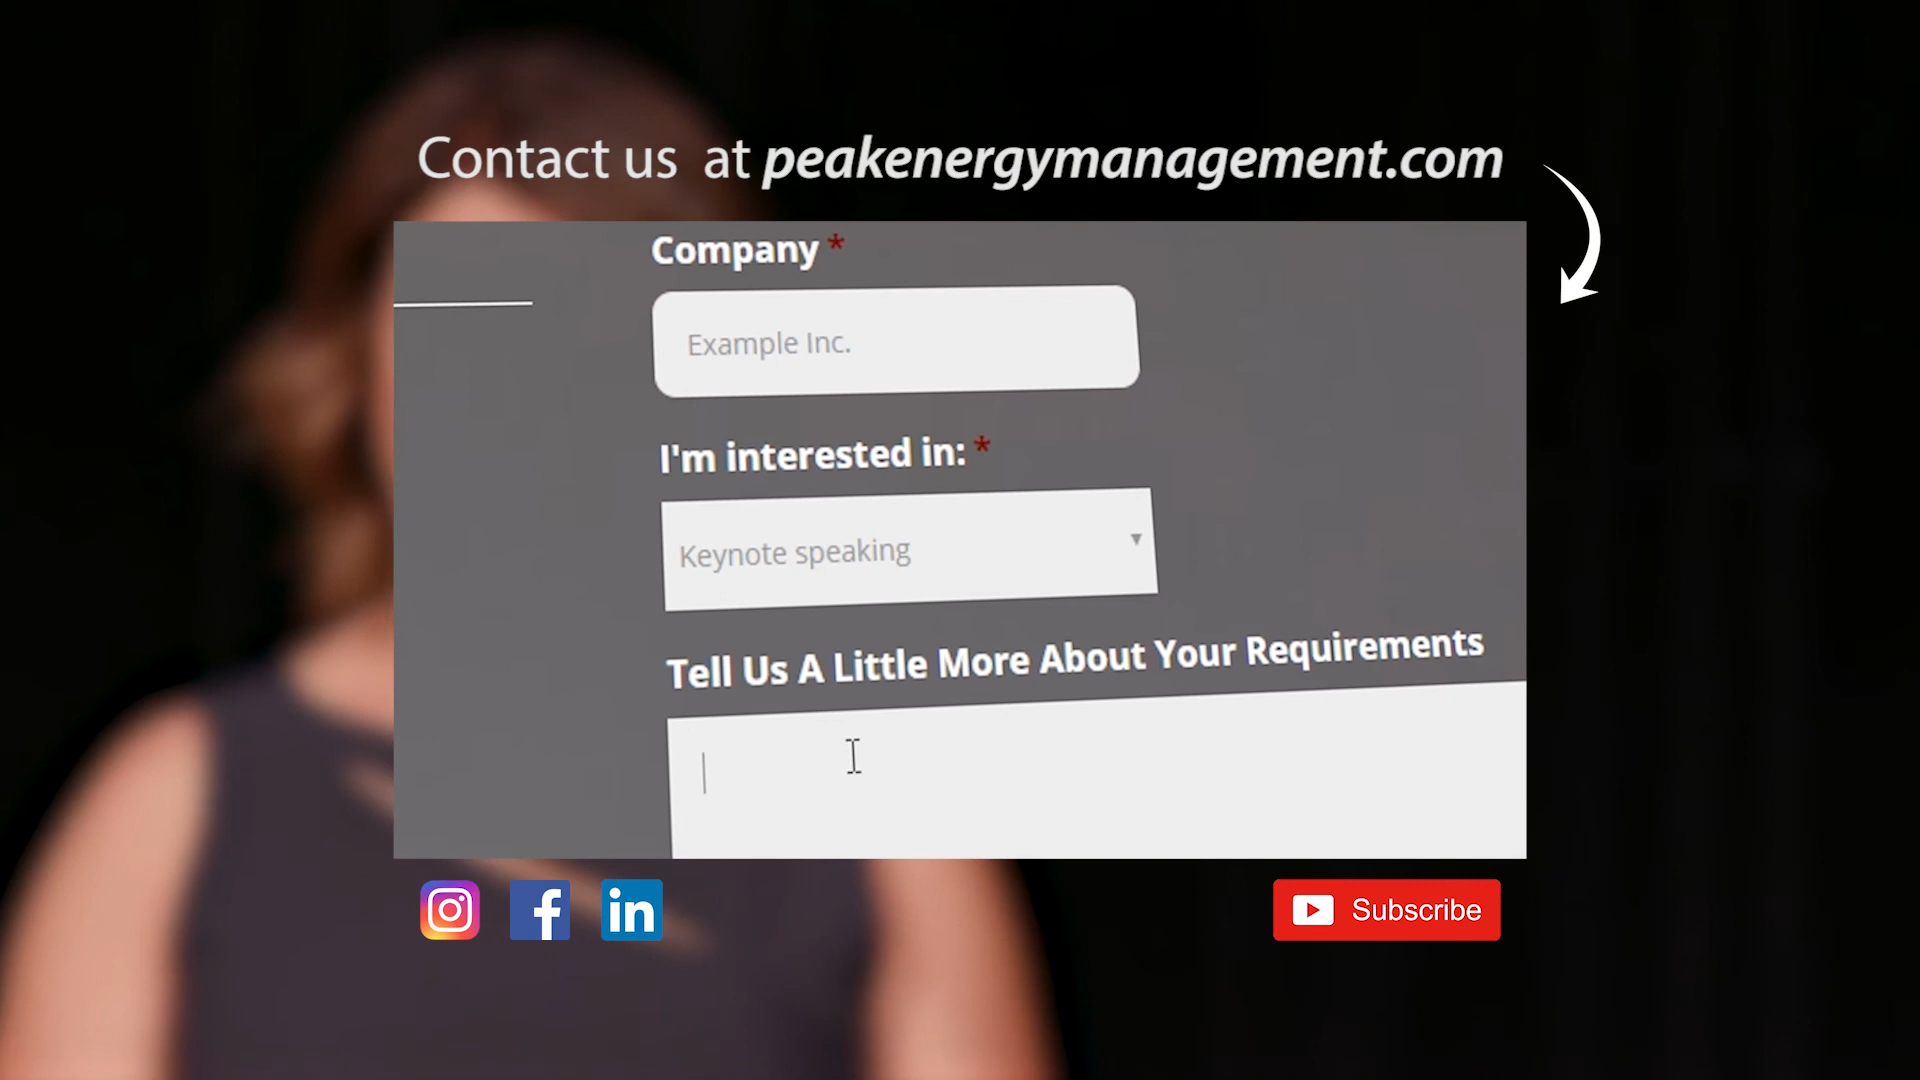 Contact us at peakenergymanagement.com
Company *
Example Inc.
I'm interested in: *
Keynote speaking
Tell Us A Little More About Your Requirements
Subscribe